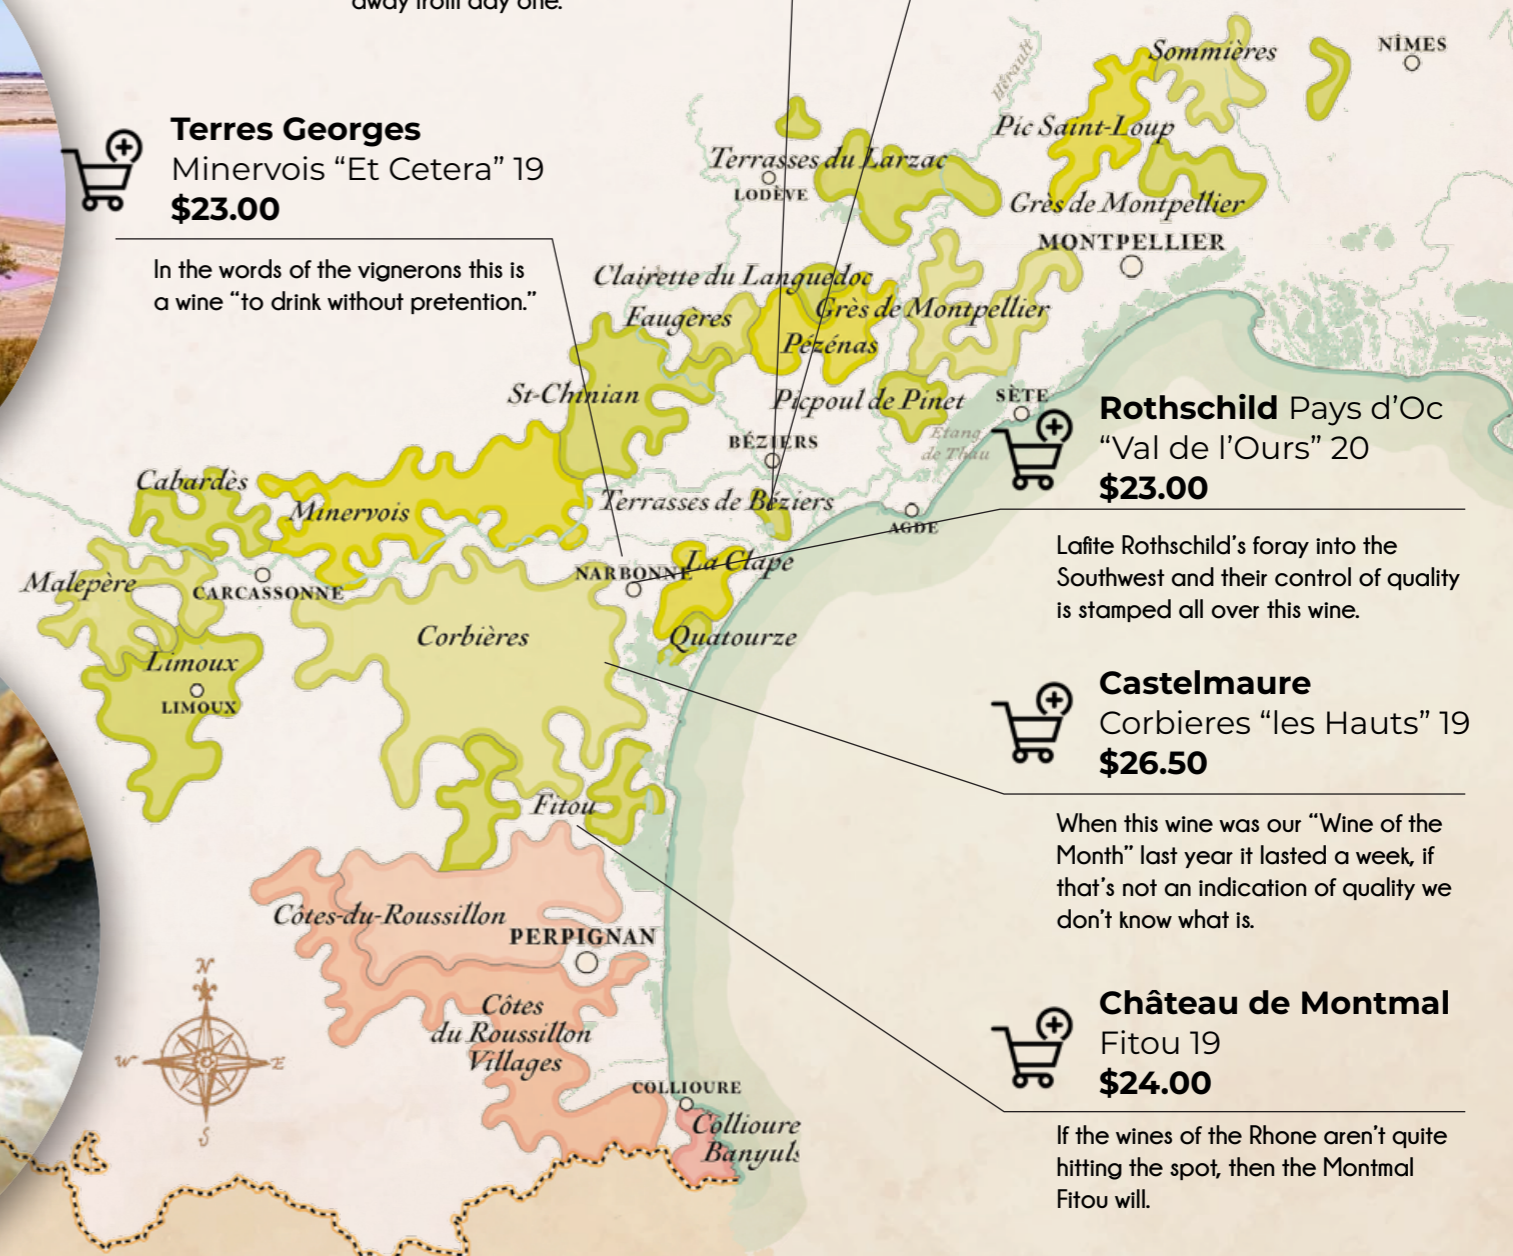 away from day one.
Terres Georges
Minervois “Et Cetera” 19
$23.00
In the words of the vignerons this is
a wine “to drink without pretention.”
Hérault
Sommières
NÎMES
Pic Saint-Loup
Terrasses du Larzac
LODÈVE
Grès de Montpellier
MONTPELLIER
Clairette du Languedoc
Grès de Montpellier
Faugères
Pézénas
St-Chinian
Picpoul de Pinet
SÈTE
Etang
de Thau
BÉZIERS
Cabardès
Minervois
Terrasses de Béziers
AGDE
La Clape
NARBONNE
Malepère
CARCASSONNE
Corbières
Quatourze
Limoux
LIMOUX
Fitou
Côtes-du-Roussillon
PERPIGNAN
Côtes
du Roussillon
Villages
COLLIOURE
Collioure
Banyuls
N
W
E
S
Rothschild Pays d’Oc
“Val de l’Ours” 20
$23.00
Lafite Rothschild’s foray into the
Southwest and their control of quality
is stamped all over this wine.
Castelmaure
Corbieres “les Hauts” 19
$26.50
When this wine was our “Wine of the
Month” last year it lasted a week, if
that’s not an indication of quality we
don’t know what is.
Château de Montmal
Fitou 19
$24.00
If the wines of the Rhone aren’t quite
hitting the spot, then the Montmal
Fitou will.